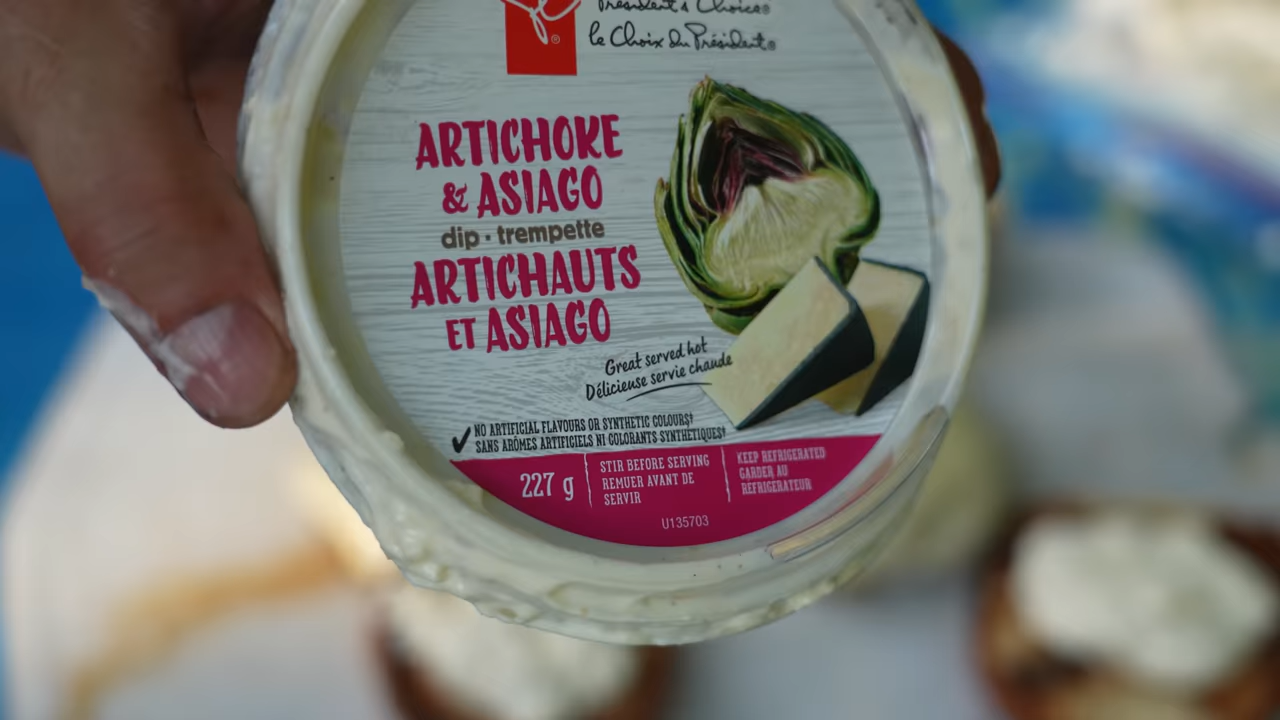 President's Choice®
le Choix du Président®
ARTICHOKE
& ASIAGO
dip · trempette
ARTICHAUTS
ET ASIAGO
Great served hot
Délicieuse servie chaude
✓ NO ARTIFICIAL FLAVOURS OR SYNTHETIC COLOURS‡
SANS ARÔMES ARTIFICIELS NI COLORANTS SYNTHÉTIQUES‡
227 g
STIR BEFORE SERVING
REMUER AVANT DE
SERVIR
KEEP REFRIGERATED
GARDER AU
RÉFRIGÉRATEUR
U135703